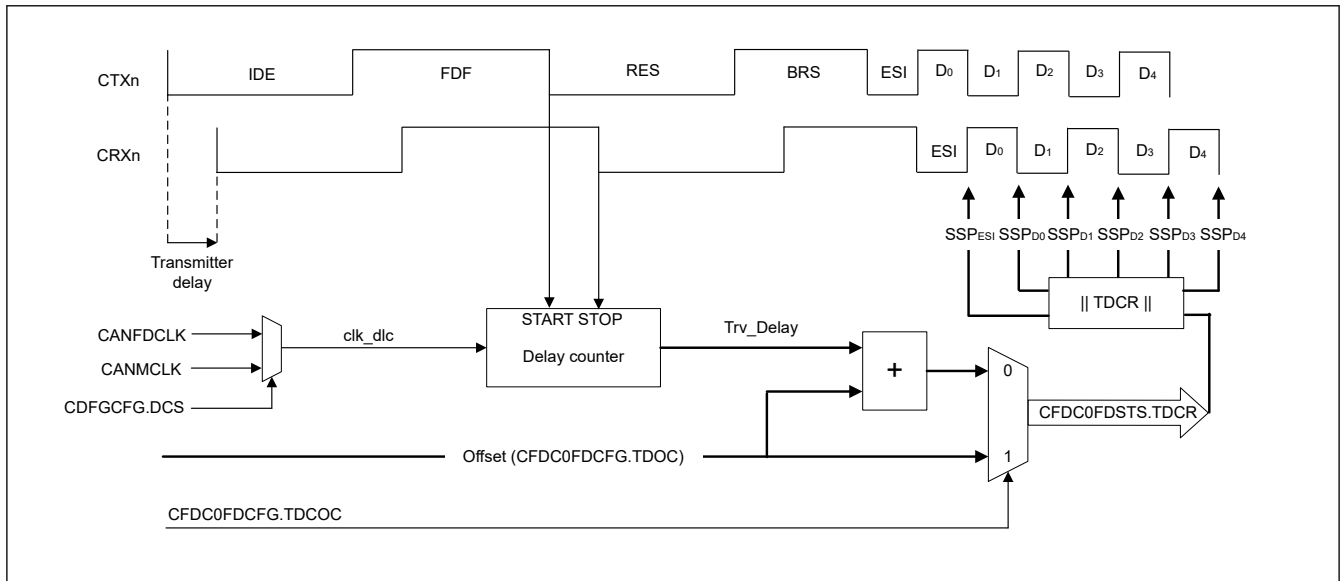 CTXn IDE FDF RES BRS ESI D0 D1 D2 D3 D4
CRXn ESI D0 D1 D2 D3 D4
SSPESI SSPD0 SSPD1 SSPD2 SSPD3 SSPD4
Transmitter
delay
|| TDCR ||
START STOP
Delay counter
CANFDCLK
CANMCLK
CDFGCFG.DCS
clk_dlc
Trv_Delay
+
0
1
CFDC0FDSTS.TDCR
Offset (CFDC0FDCFG.TDOC)
CFDC0FDCFG.TDCOC